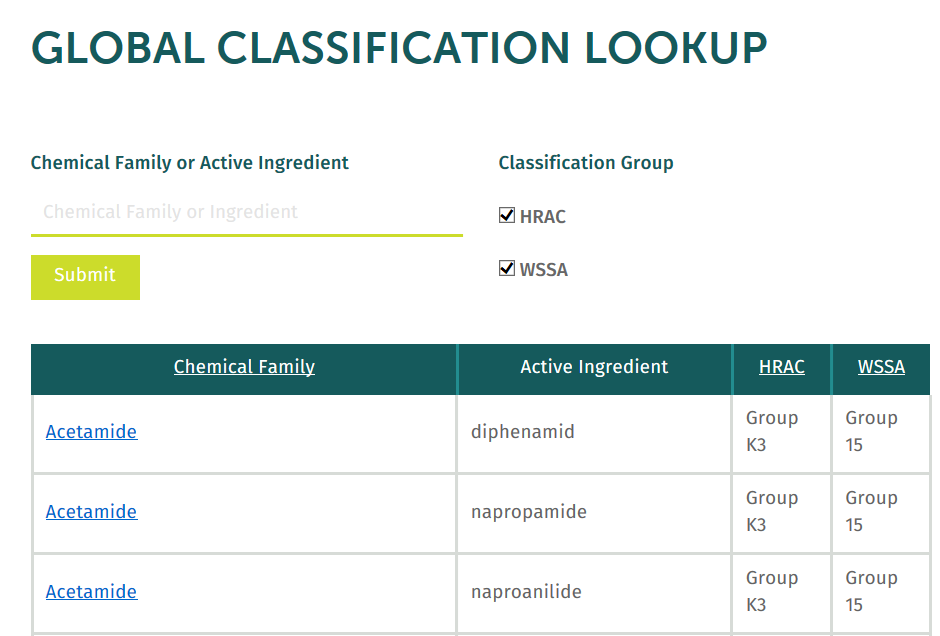 GLOBAL CLASSIFICATION LOOKUP
Chemical Family or Active Ingredient
Chemical Family or Ingredient
Submit
Classification Group
HRAC
WSSA
Chemical Family Active Ingredient HRAC WSSA
Acetamide diphenamid Group K3 Group 15
Acetamide napropamide Group K3 Group 15
Acetamide naproanilide Group K3 Group 15